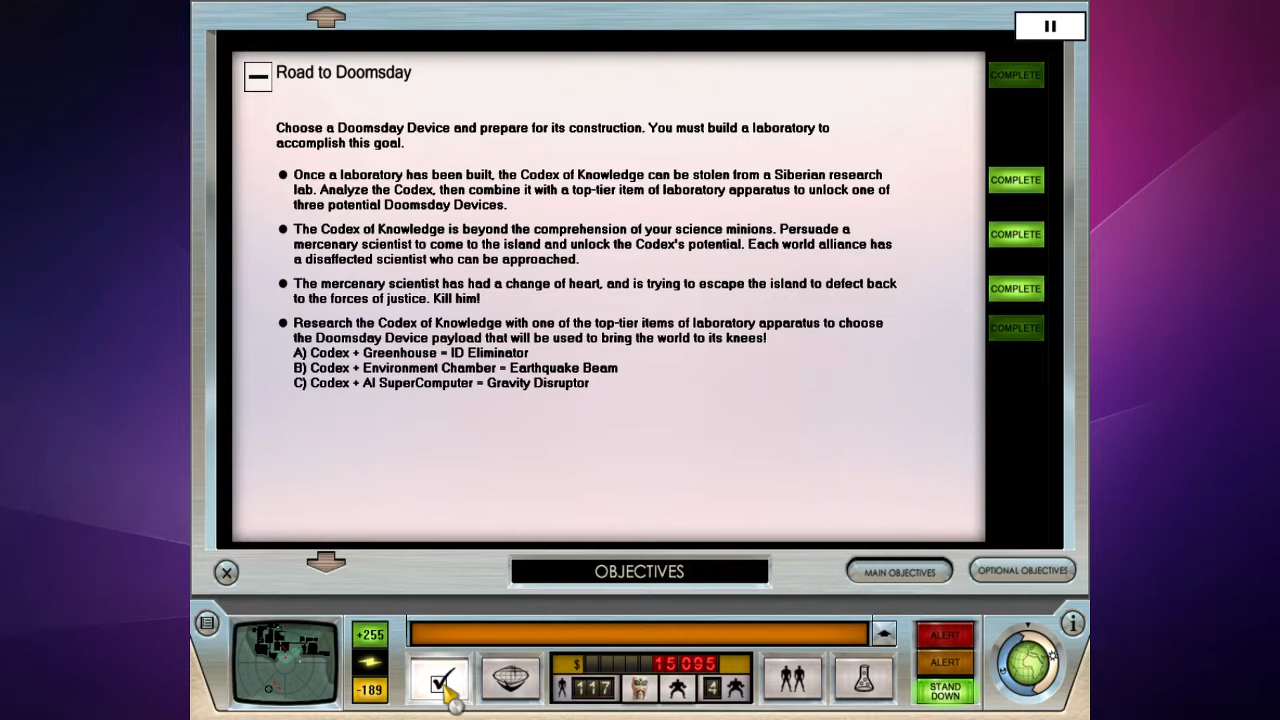 Road to Doomsday
COMPLETE
Choose a Doomsday Device and prepare for its construction. You must build a laboratory to
accomplish this goal.
Once a laboratory has been built, the Codex of Knowledge can be stolen from a Siberian research
lab. Analyze the Codex, then combine it with a top-tier item of laboratory apparatus to unlock one of
three potential Doomsday Devices.
COMPLETE
The Codex of Knowledge is beyond the comprehension of your science minions. Persuade a
mercenary scientist to come to the island and unlock the Codex's potential. Each world alliance has
a disaffected scientist who can be approached.
COMPLETE
The mercenary scientist has had a change of heart, and is trying to escape the island to defect back
to the forces of justice. Kill him!
COMPLETE
Research the Codex of Knowledge with one of the top-tier items of laboratory apparatus to choose
the Doomsday Device payload that will be used to bring the world to its knees!
A) Codex + Greenhouse = ID Eliminator
B) Codex + Environment Chamber = Earthquake Beam
C) Codex + AI SuperComputer = Gravity Disruptor
COMPLETE
OBJECTIVES
MAIN OBJECTIVES
OPTIONAL OBJECTIVES
+255
-189
$ 15095
117
4
ALERT
ALERT
STAND
DOWN
i